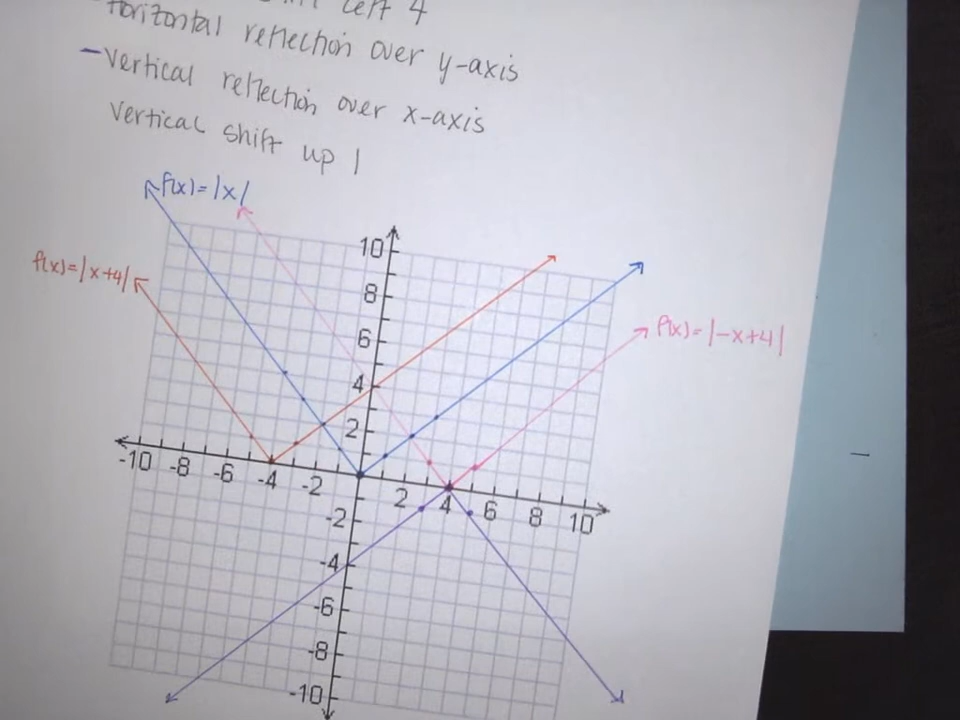 left 4
Horizontal reflection over y-axis
-Vertical reflection over x-axis
Vertical shift up 1
f(x)=|x|
f(x)=|x+4|
f(x)=|-x+4|
10
8
6
4
2
-10 -8 -6 -4 -2 2 4 6 8 10
-2
-4
-6
-8
-10